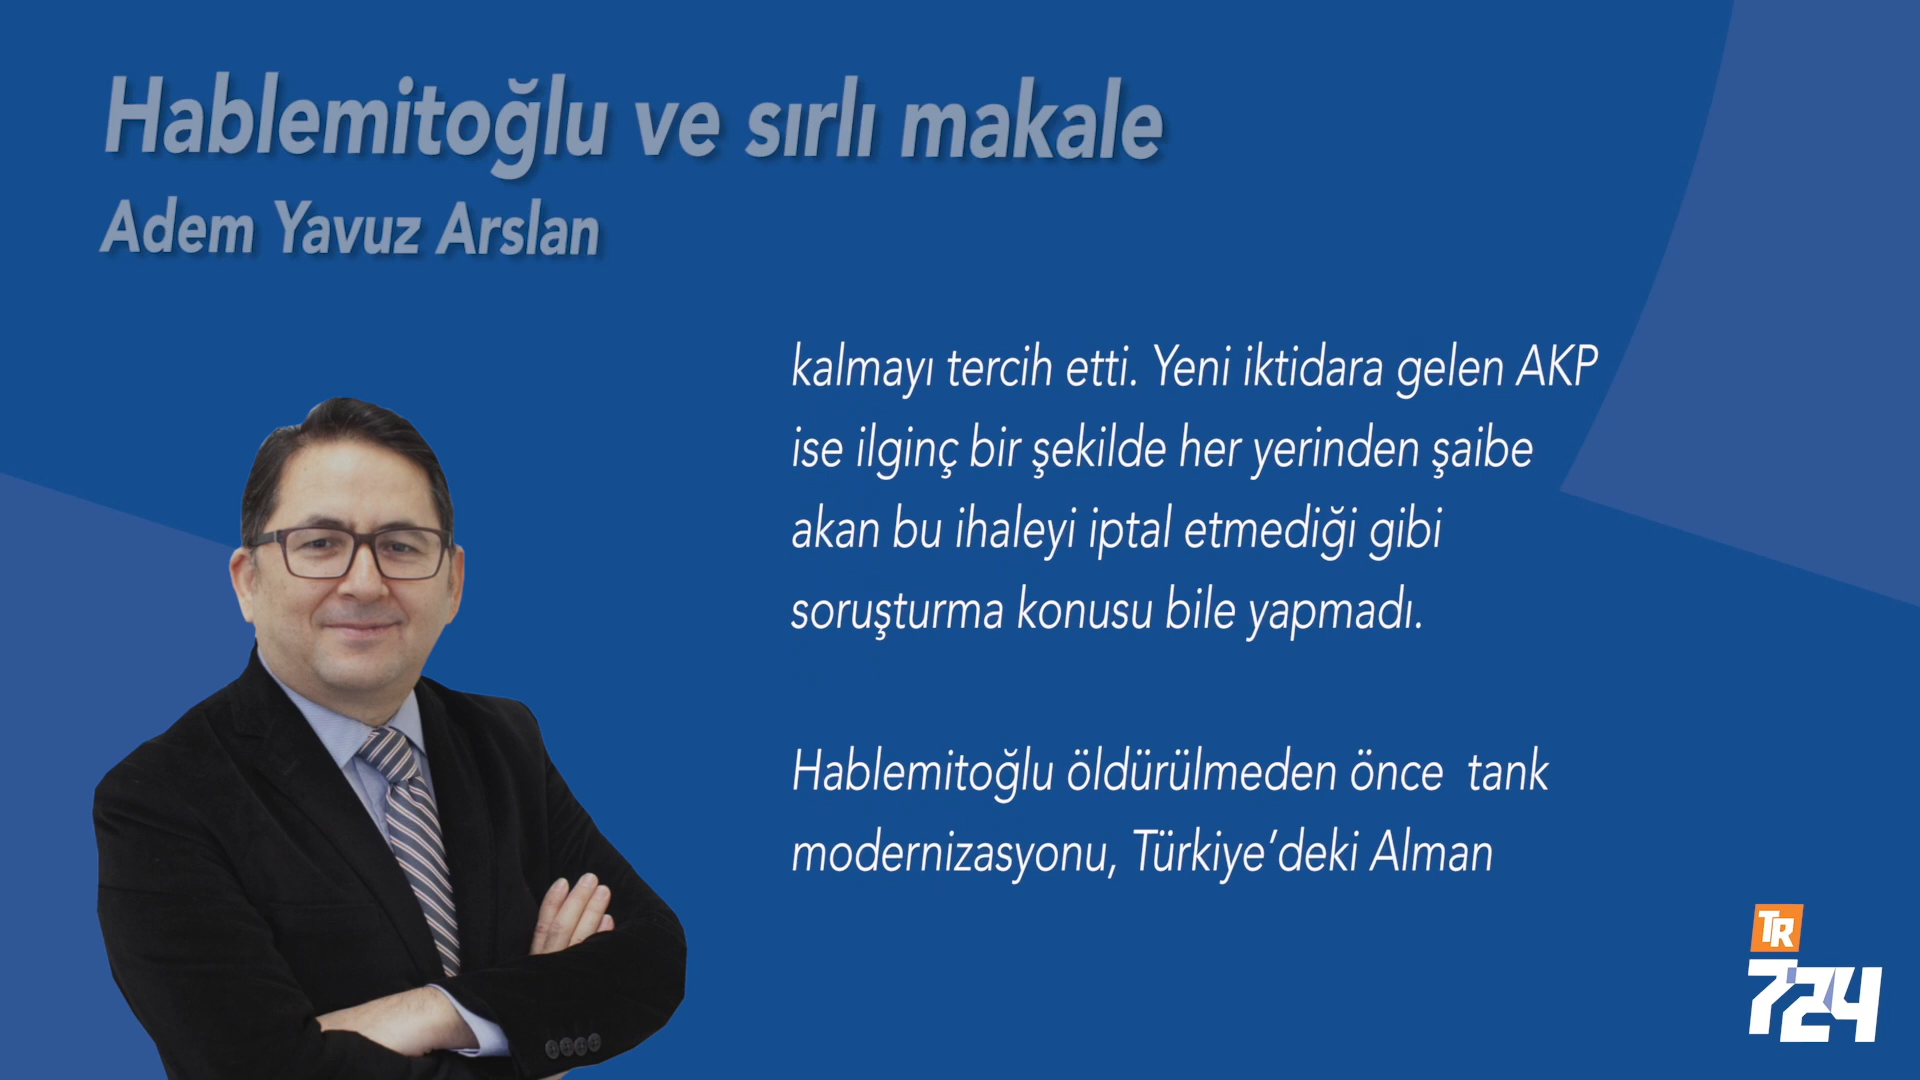 Hablemitoğlu ve sırlı makale
Adem Yavuz Arslan
kalmayı tercih etti. Yeni iktidara gelen AKP
ise ilginç bir şekilde her yerinden şaibe
akan bu ihaleyi iptal etmediği gibi
soruşturma konusu bile yapmadı.
Hablemitoğlu öldürülmeden önce  tank
modernizasyonu, Türkiye’deki Alman
TR
724